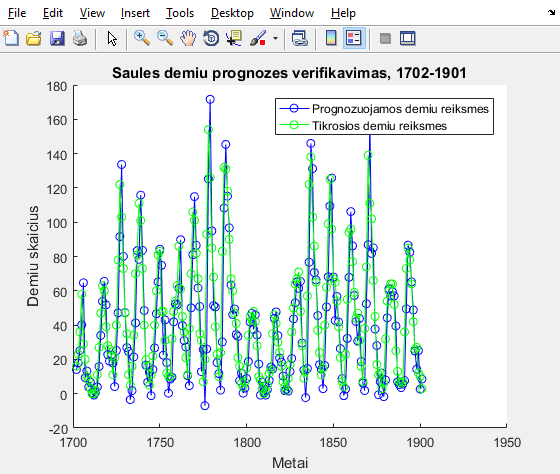 File Edit View Insert Tools Desktop Window Help
Saules demiu prognozes verifikavimas, 1702-1901
Prognozuojamos demiu reiksmes
Tikrosios demiu reiksmes
180
160
140
120
100
80
60
40
20
0
-20
Demiu skaicius
1700 1750 1800 1850 1900 1950
Metai